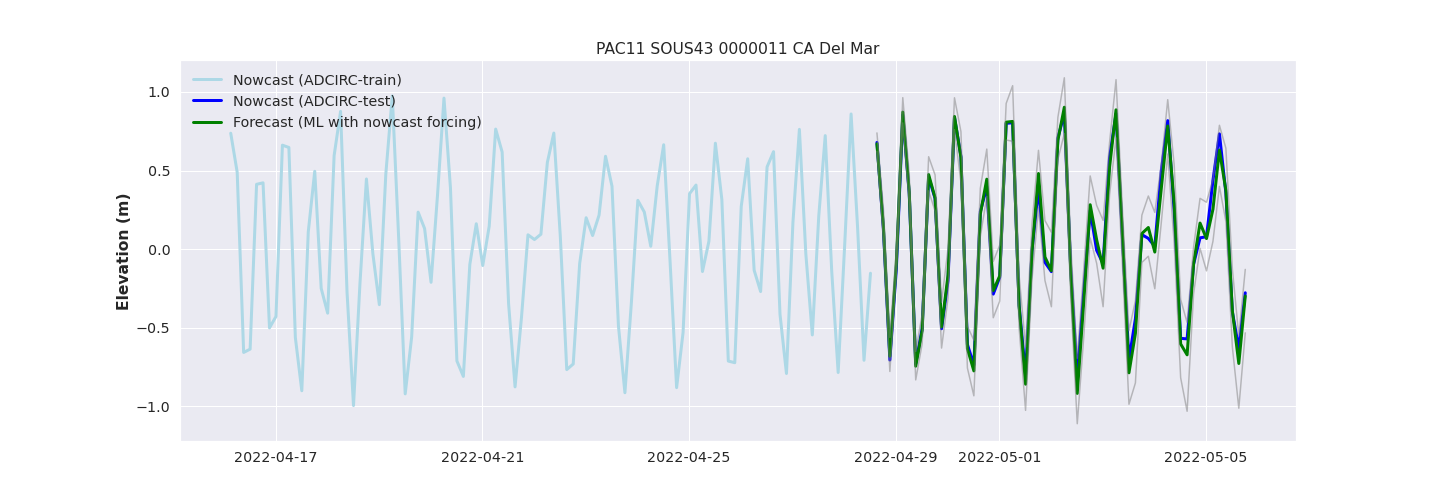 PAC11 SOUS43 0000011 CA Del Mar
Nowcast (ADCIRC-train)
Nowcast (ADCIRC-test)
Forecast (ML with nowcast forcing)
Elevation (m)
1.0
0.5
0.0
−0.5
−1.0
2022-04-17 2022-04-21 2022-04-25 2022-04-29 2022-05-01 2022-05-05